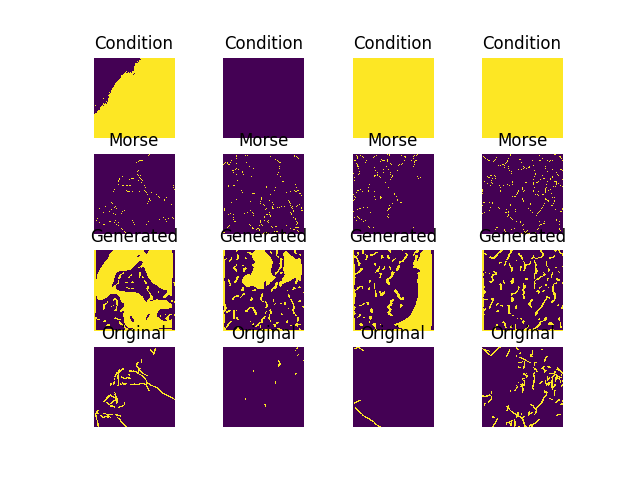 Condition Condition Condition Condition
Morse Morse Morse Morse
Generated Generated Generated Generated
Original Original Original Original